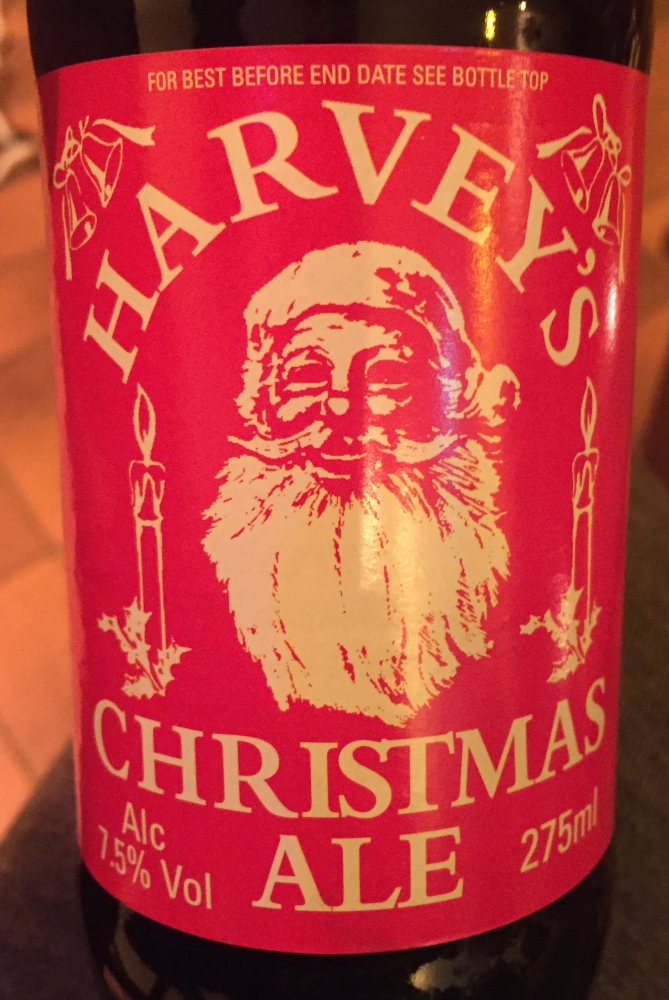 FOR BEST BEFORE END DATE SEE BOTTLE TOP
HARVEY'S
CHRISTMAS
ALE
Alc
7.5% Vol
275ml